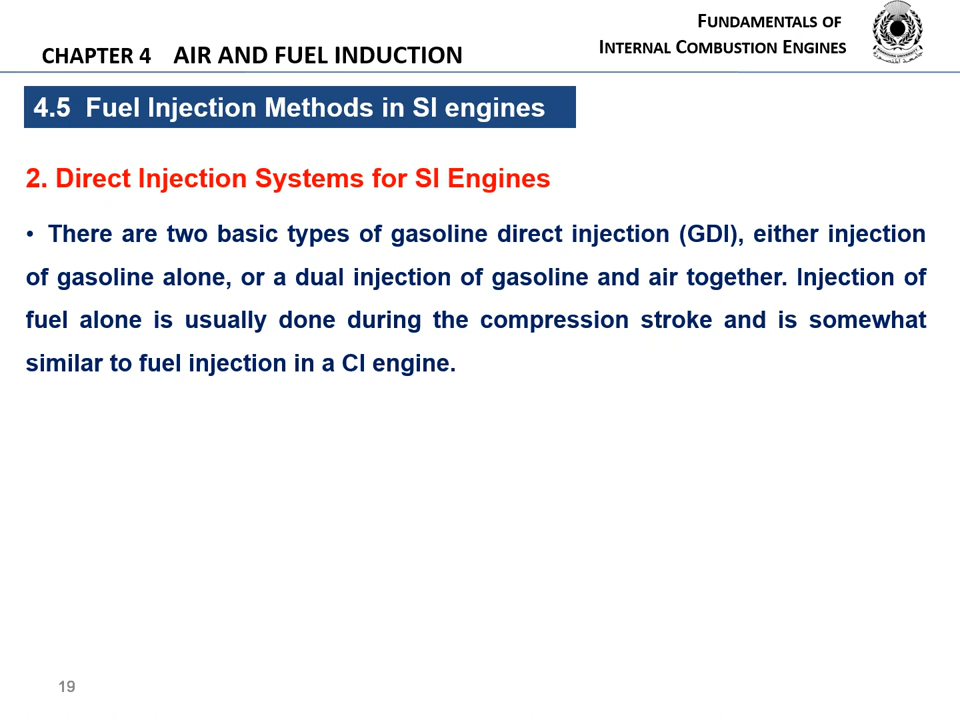 FUNDAMENTALS OF
INTERNAL COMBUSTION ENGINES
CHAPTER 4 AIR AND FUEL INDUCTION
4.5 Fuel Injection Methods in SI engines
2. Direct Injection Systems for SI Engines
• There are two basic types of gasoline direct injection (GDI), either injection
of gasoline alone, or a dual injection of gasoline and air together. Injection of
fuel alone is usually done during the compression stroke and is somewhat
similar to fuel injection in a CI engine.
19